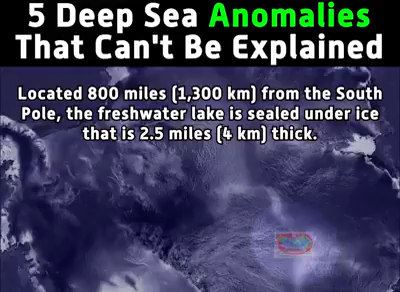 5 Deep Sea Anomalies
That Can't Be Explained
Located 800 miles (1,300 km) from the South
Pole, the freshwater lake is sealed under ice
that is 2.5 miles (4 km) thick.